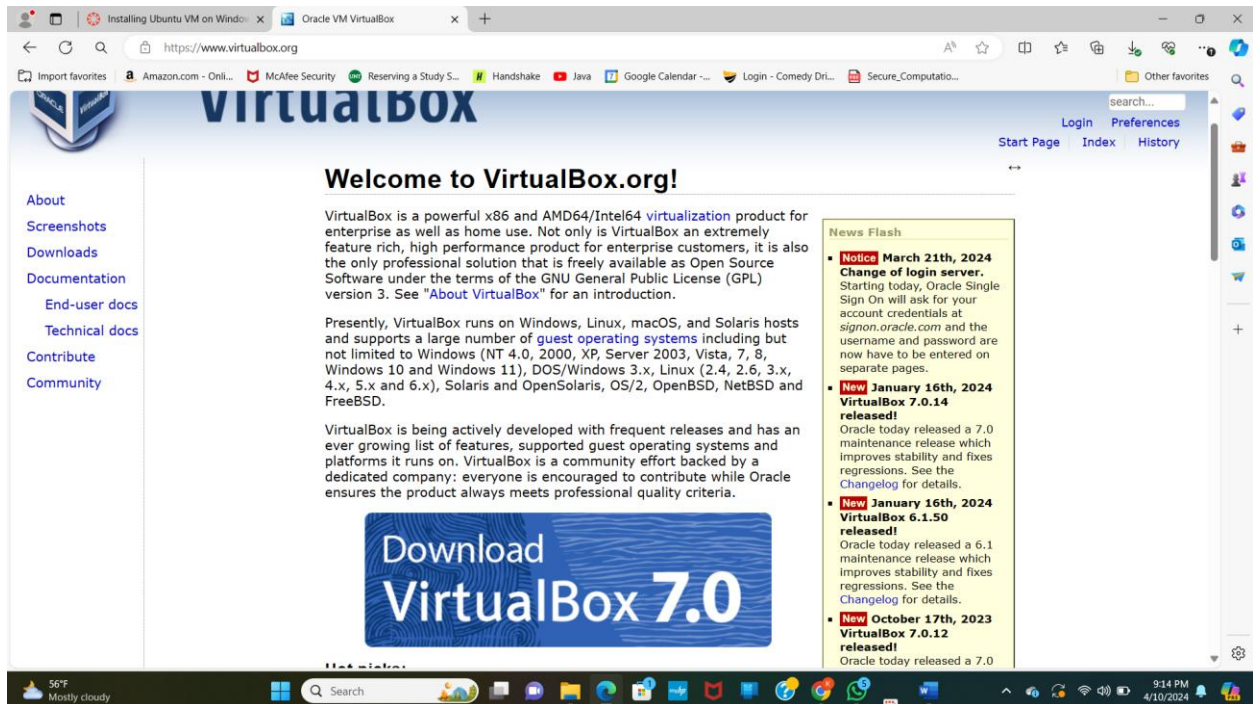 Installing Ubuntu VM on Window
Oracle VM VirtualBox
https://www.virtualbox.org
Import favorites
Amazon.com - Onli...
McAfee Security
Reserving a Study S...
Handshake
Java
Google Calendar -...
Login - Comedy Dri...
Secure_Computatio...
Other favorites
VirtualBox
search...
Login Preferences
Start Page Index History
About
Screenshots
Downloads
Documentation
End-user docs
Technical docs
Contribute
Community
Welcome to VirtualBox.org!
VirtualBox is a powerful x86 and AMD64/Intel64 virtualization product for
enterprise as well as home use. Not only is VirtualBox an extremely
feature rich, high performance product for enterprise customers, it is also
the only professional solution that is freely available as Open Source
Software under the terms of the GNU General Public License (GPL)
version 3. See "About VirtualBox" for an introduction.
Presently, VirtualBox runs on Windows, Linux, macOS, and Solaris hosts
and supports a large number of guest operating systems including but
not limited to Windows (NT 4.0, 2000, XP, Server 2003, Vista, 7, 8,
Windows 10 and Windows 11), DOS/Windows 3.x, Linux (2.4, 2.6, 3.x,
4.x, 5.x and 6.x), Solaris and OpenSolaris, OS/2, OpenBSD, NetBSD and
FreeBSD.
VirtualBox is being actively developed with frequent releases and has an
ever growing list of features, supported guest operating systems and
platforms it runs on. VirtualBox is a community effort backed by a
dedicated company: everyone is encouraged to contribute while Oracle
ensures the product always meets professional quality criteria.
Download
VirtualBox 7.0
Hot picks:
News Flash
Notice March 21th, 2024
Change of login server.
Starting today, Oracle Single
Sign On will ask for your
account credentials at
signon.oracle.com and the
username and password are
now have to be entered on
separate pages.
New January 16th, 2024
VirtualBox 7.0.14
released!
Oracle today released a 7.0
maintenance release which
improves stability and fixes
regressions. See the
Changelog for details.
New January 16th, 2024
VirtualBox 6.1.50
released!
Oracle today released a 6.1
maintenance release which
improves stability and fixes
regressions. See the
Changelog for details.
New October 17th, 2023
VirtualBox 7.0.12
released!
Oracle today released a 7.0
56°F
Mostly cloudy
Search
9:14 PM
4/10/2024